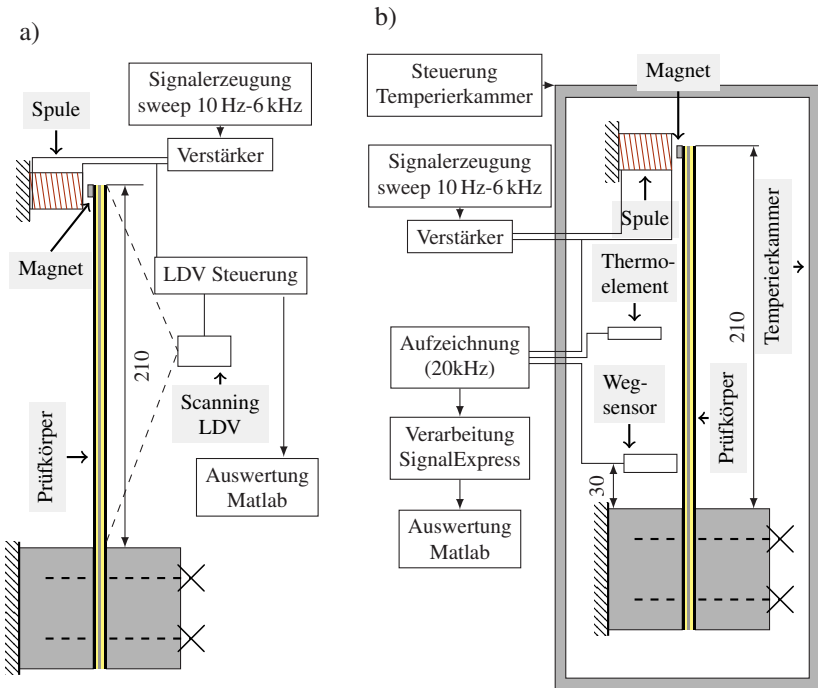 a)
Signalerzeugung
sweep 10 Hz-6 kHz
Spule
Verstärker
Magnet
LDV Steuerung
210
Scanning
LDV
Prüfkörper
Auswertung
Matlab
b)
Steuerung
Temperierkammer
Magnet
Signalerzeugung
sweep 10 Hz-6 kHz
Spule
Verstärker
Thermo-
element
Temperierkammer
210
Aufzeichnung
(20kHz)
Weg-
sensor
Prüfkörper
Verarbeitung
SignalExpress
30
Auswertung
Matlab